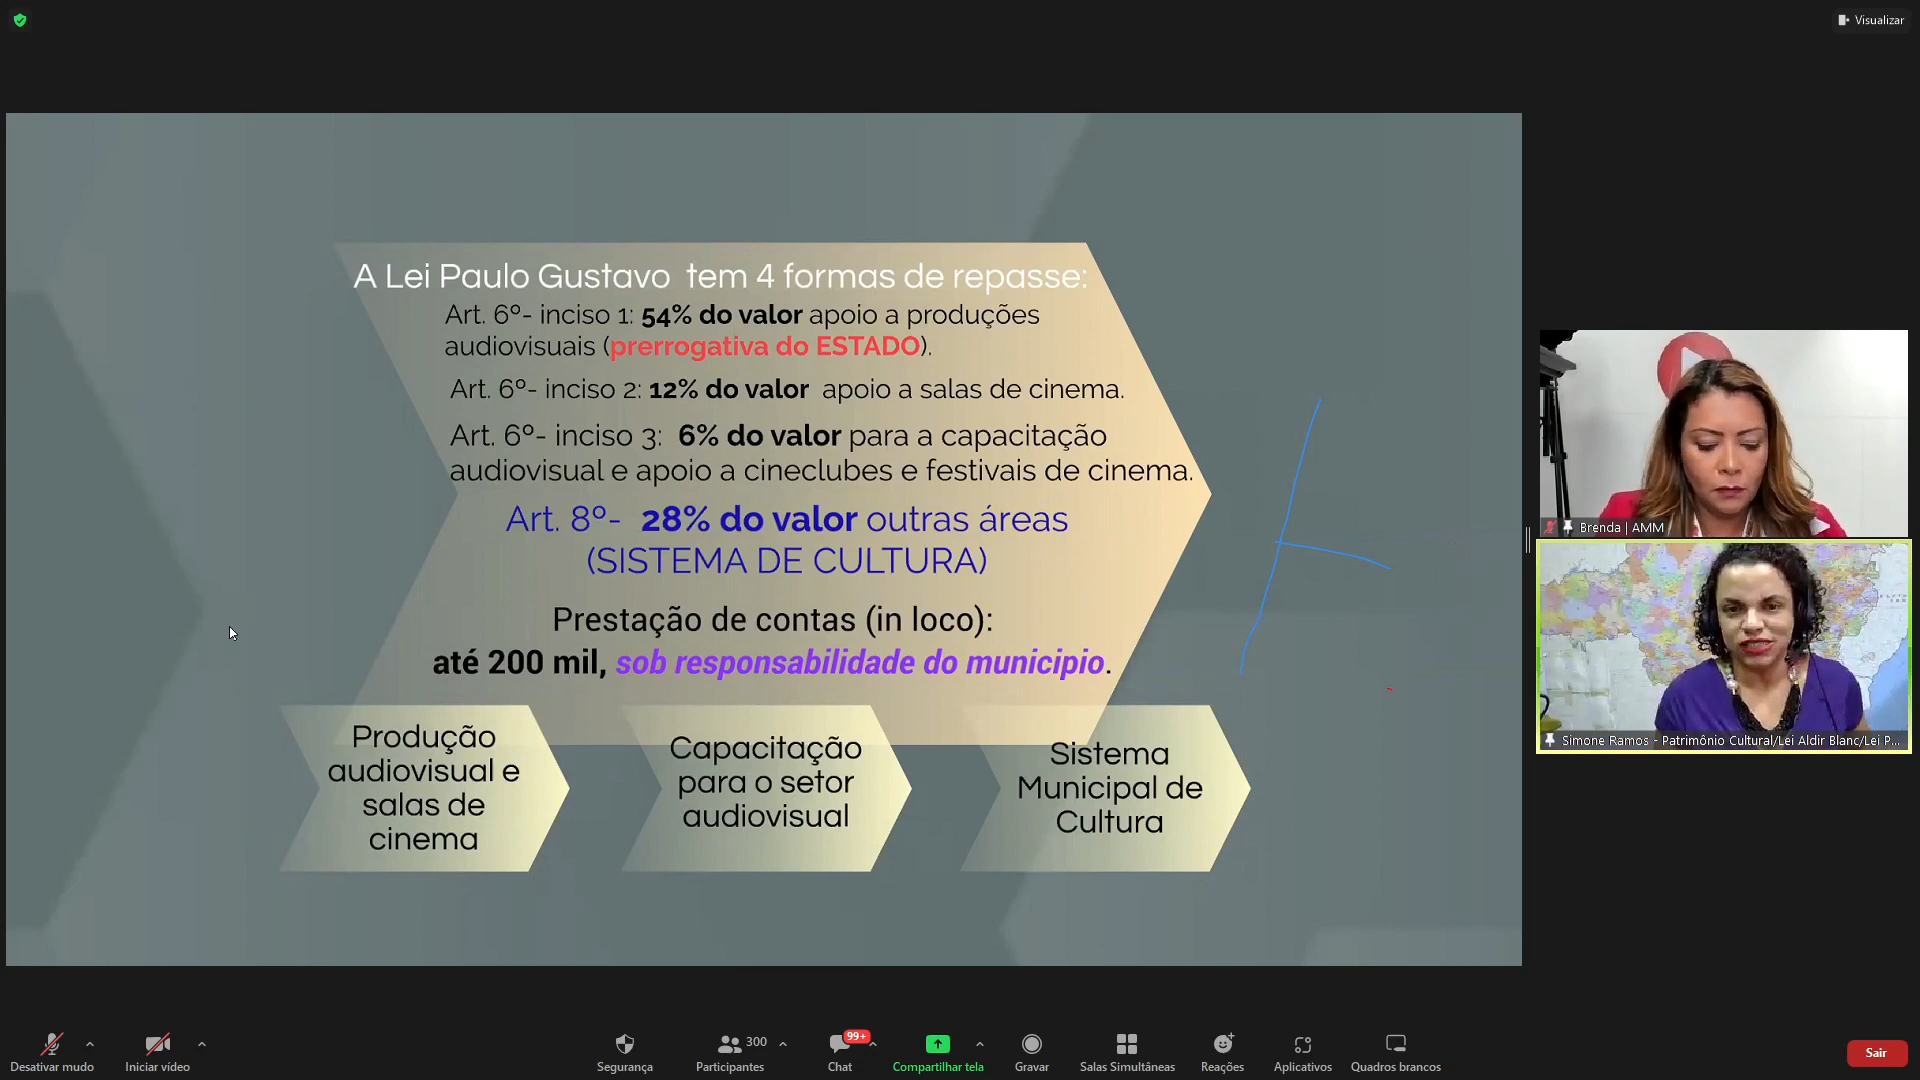 Visualizar
A Lei Paulo Gustavo tem 4 formas de repasse:
Art. 6º- inciso 1: 54% do valor apoio a produções
audiovisuais (prerrogativa do ESTADO).
Art. 6º- inciso 2: 12% do valor apoio a salas de cinema.
Art. 6º- inciso 3: 6% do valor para a capacitação
audiovisual e apoio a cineclubes e festivais de cinema.
Art. 8º- 28% do valor outras áreas
(SISTEMA DE CULTURA)
Prestação de contas (in loco):
até 200 mil, sob responsabilidade do municipio.
Produção
audiovisual e
salas de
cinema
Capacitação
para o setor
audiovisual
Sistema
Municipal de
Cultura
Brenda | AMM
Simone Ramos - Patrimônio Cultural/Lei Aldir Blanc/Lei P...
Desativar mudo
Iniciar vídeo
Segurança
300
Participantes
99+
Chat
Compartilhar tela
Gravar
Salas Simultâneas
Reações
Aplicativos
Quadros brancos
Sair